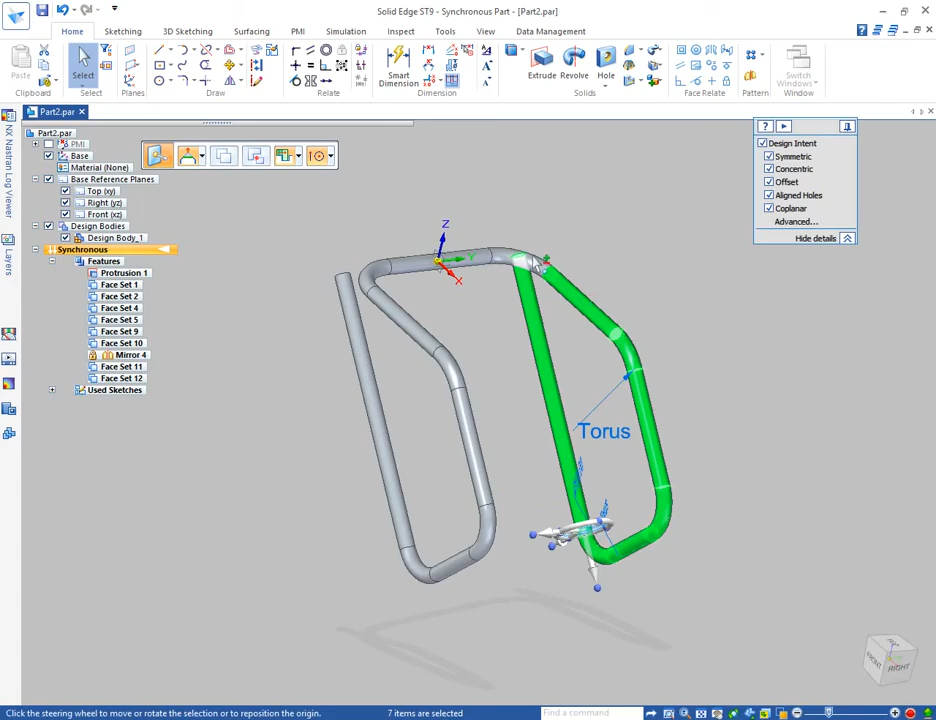 Solid Edge ST9 - Synchronous Part - [Part2.par]
Home
Sketching
3D Sketching
Surfacing
PMI
Simulation
Inspect
Tools
View
Data Management
Paste
Clipboard
Select
Select
Planes
Draw
Relate
Smart
Dimension
Dimension
Extrude
Revolve
Hole
Solids
Face Relate
Pattern
Switch
Windows
Window
Part2.par
NX Nastran Log Viewer
Layers
Part2.par
PMI
Base
Material (None)
Base Reference Planes
Top (xy)
Right (yz)
Front (xz)
Design Bodies
Design Body_1
Synchronous
Features
Protrusion 1
Face Set 1
Face Set 2
Face Set 4
Face Set 5
Face Set 9
Face Set 10
Mirror 4
Face Set 11
Face Set 12
Used Sketches
Design Intent
Symmetric
Concentric
Offset
Aligned Holes
Coplanar
Advanced...
Hide details
Z
Y
X
Torus
FRONT
RIGHT
Click the steering wheel to move or rotate the selection or to reposition the origin.
7 items are selected
Find a command